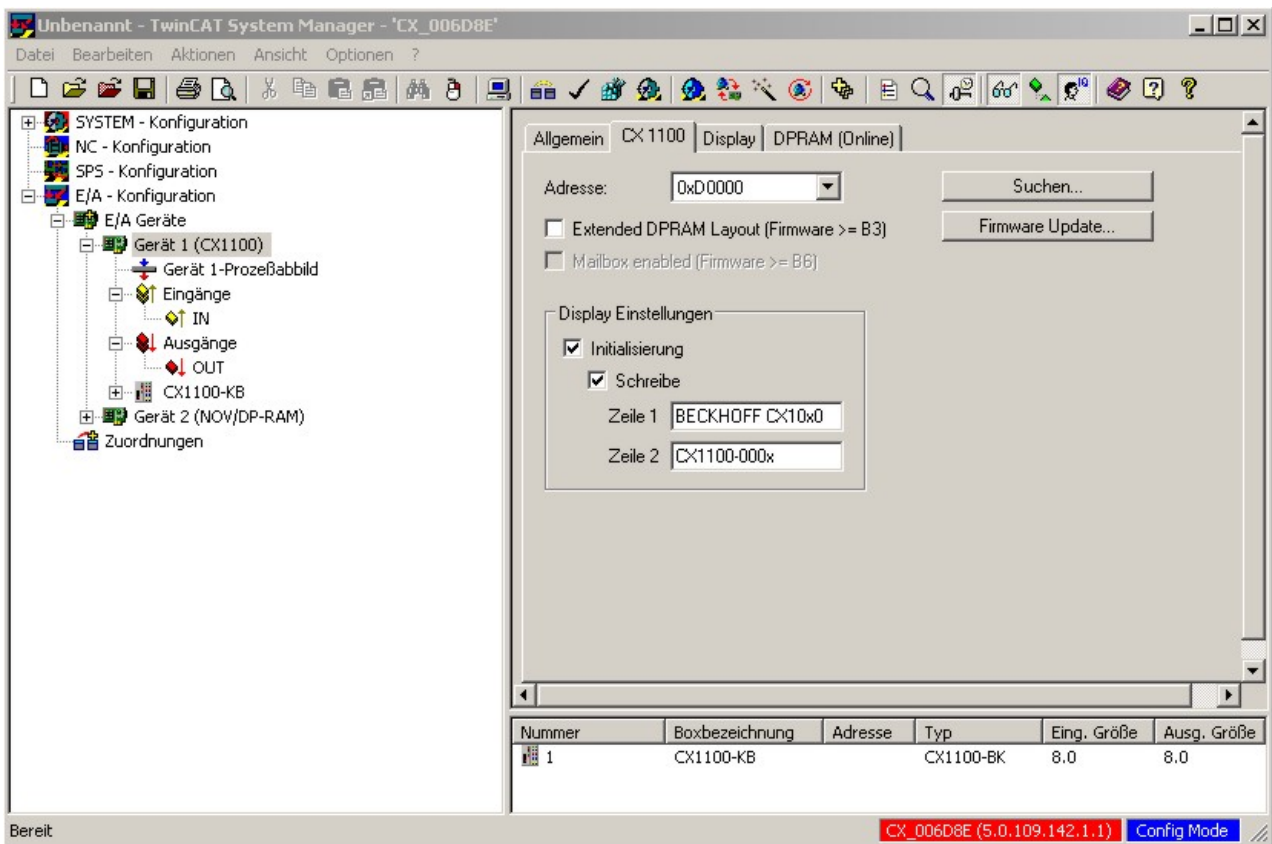 Unbenannt - TwinCAT System Manager - 'CX_006D8E'
Datei Bearbeiten Aktionen Ansicht Optionen ?
SYSTEM - Konfiguration
NC - Konfiguration
SPS - Konfiguration
E/A - Konfiguration
E/A Geräte
Gerät 1 (CX1100)
Gerät 1-Prozeßabbild
Eingänge
IN
Ausgänge
OUT
CX1100-KB
Gerät 2 (NOV/DP-RAM)
Zuordnungen
Allgemein CX 1100 Display DPRAM (Online)
Adresse: 0xD0000 Suchen...
Extended DPRAM Layout (Firmware >= B3) Firmware Update...
Mailbox enabled (Firmware >= B6)
Display Einstellungen
Initialisierung
Schreibe
Zeile 1 BECKHOFF CX10x0
Zeile 2 CX1100-000x
Nummer Boxbezeichnung Adresse Typ Eing. Größe Ausg. Größe
1 CX1100-KB CX1100-BK 8.0 8.0
Bereit CX_006D8E (5.0.109.142.1.1) Config Mode